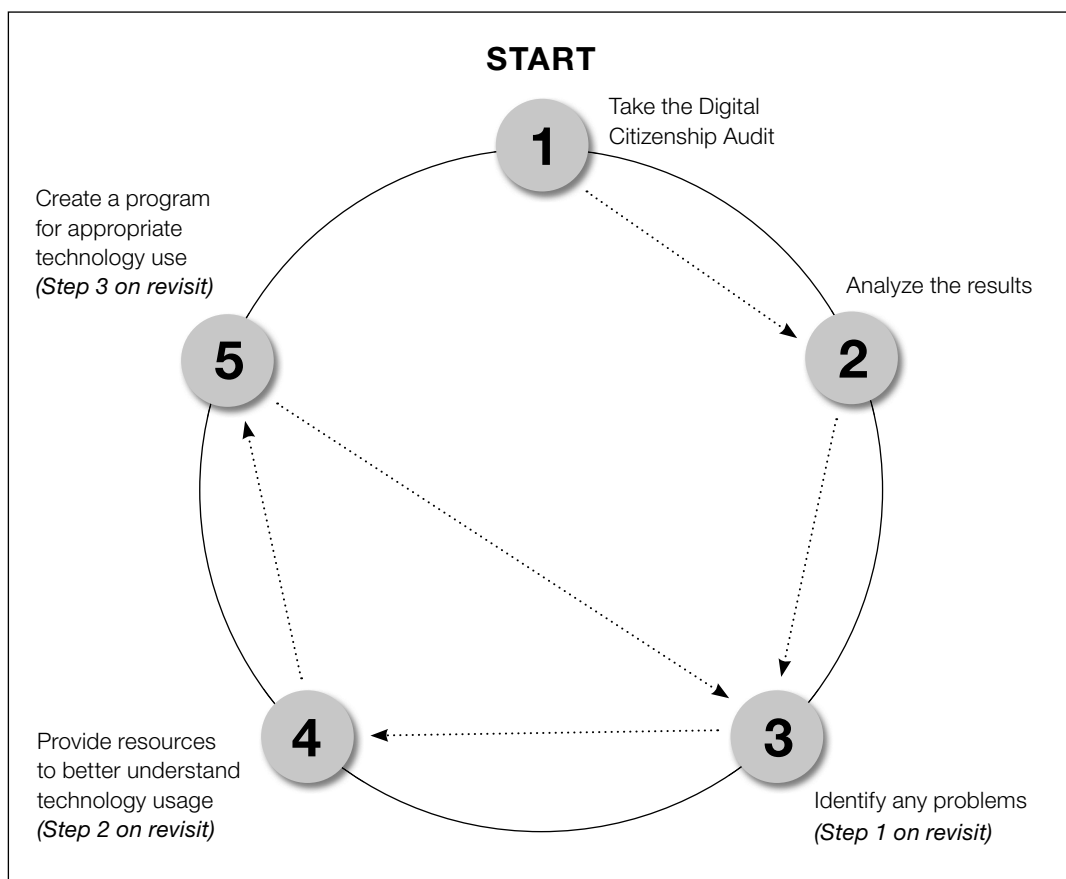 START
1
Take the Digital
Citizenship Audit
2
Analyze the results
3
Identify any problems
(Step 1 on revisit)
4
Provide resources
to better understand
technology usage
(Step 2 on revisit)
5
Create a program
for appropriate
technology use
(Step 3 on revisit)